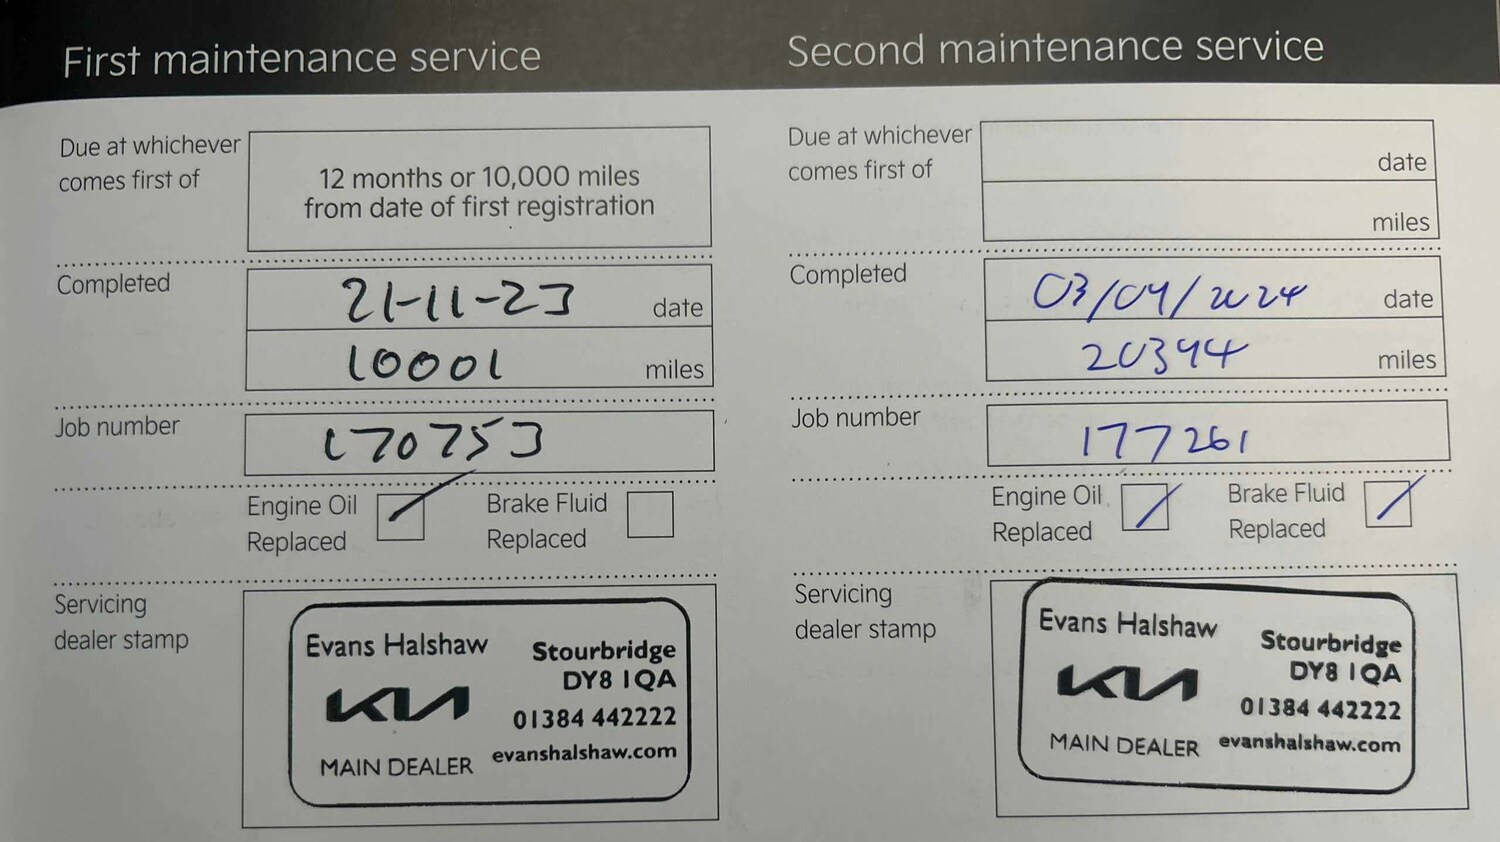 First maintenance service
Due at whichever
comes first of
12 months or 10,000 miles
from date of first registration
Completed
21-11-23 date
10001 miles
Job number
170753
Engine Oil
Replaced
Brake Fluid
Replaced
Servicing
dealer stamp
Evans Halshaw
KIA
MAIN DEALER
Stourbridge
DY8 1QA
01384 442222
evanshalshaw.com
Second maintenance service
Due at whichever
comes first of
date
miles
Completed
03/04/2024 date
20394 miles
Job number
177261
Engine Oil
Replaced
Brake Fluid
Replaced
Servicing
dealer stamp
Evans Halshaw
KIA
MAIN DEALER
Stourbridge
DY8 1QA
01384 442222
evanshalshaw.com